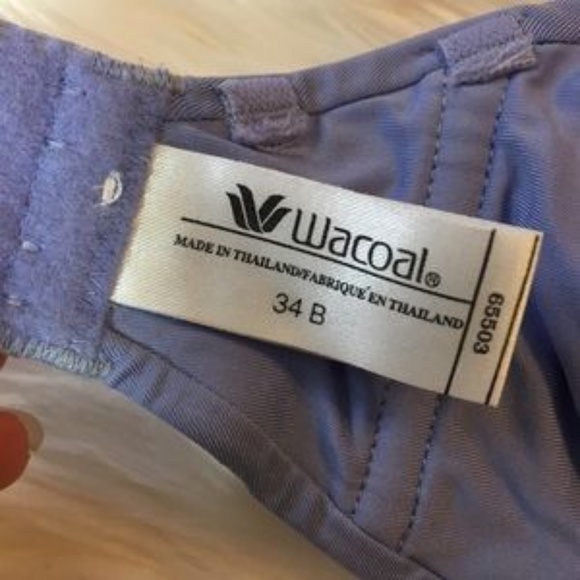 Wacoal®
MADE IN THAILAND/FABRIQUÉ EN THAILAND
34 B
65503